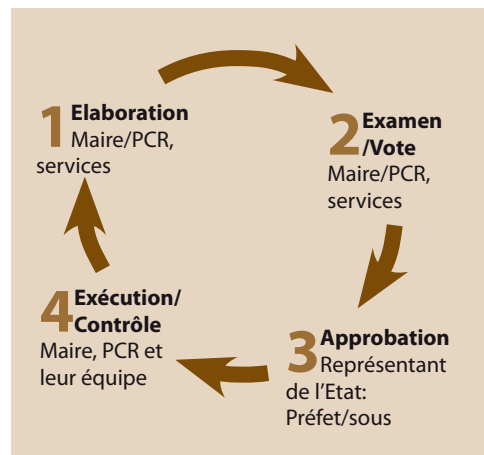 1 Elaboration
Maire/PCR,
services
2 Examen
/Vote
Maire/PCR,
services
3 Approbation
Représentant
de l'Etat:
Préfet/sous
4 Exécution/
Contrôle
Maire, PCR et
leur équipe